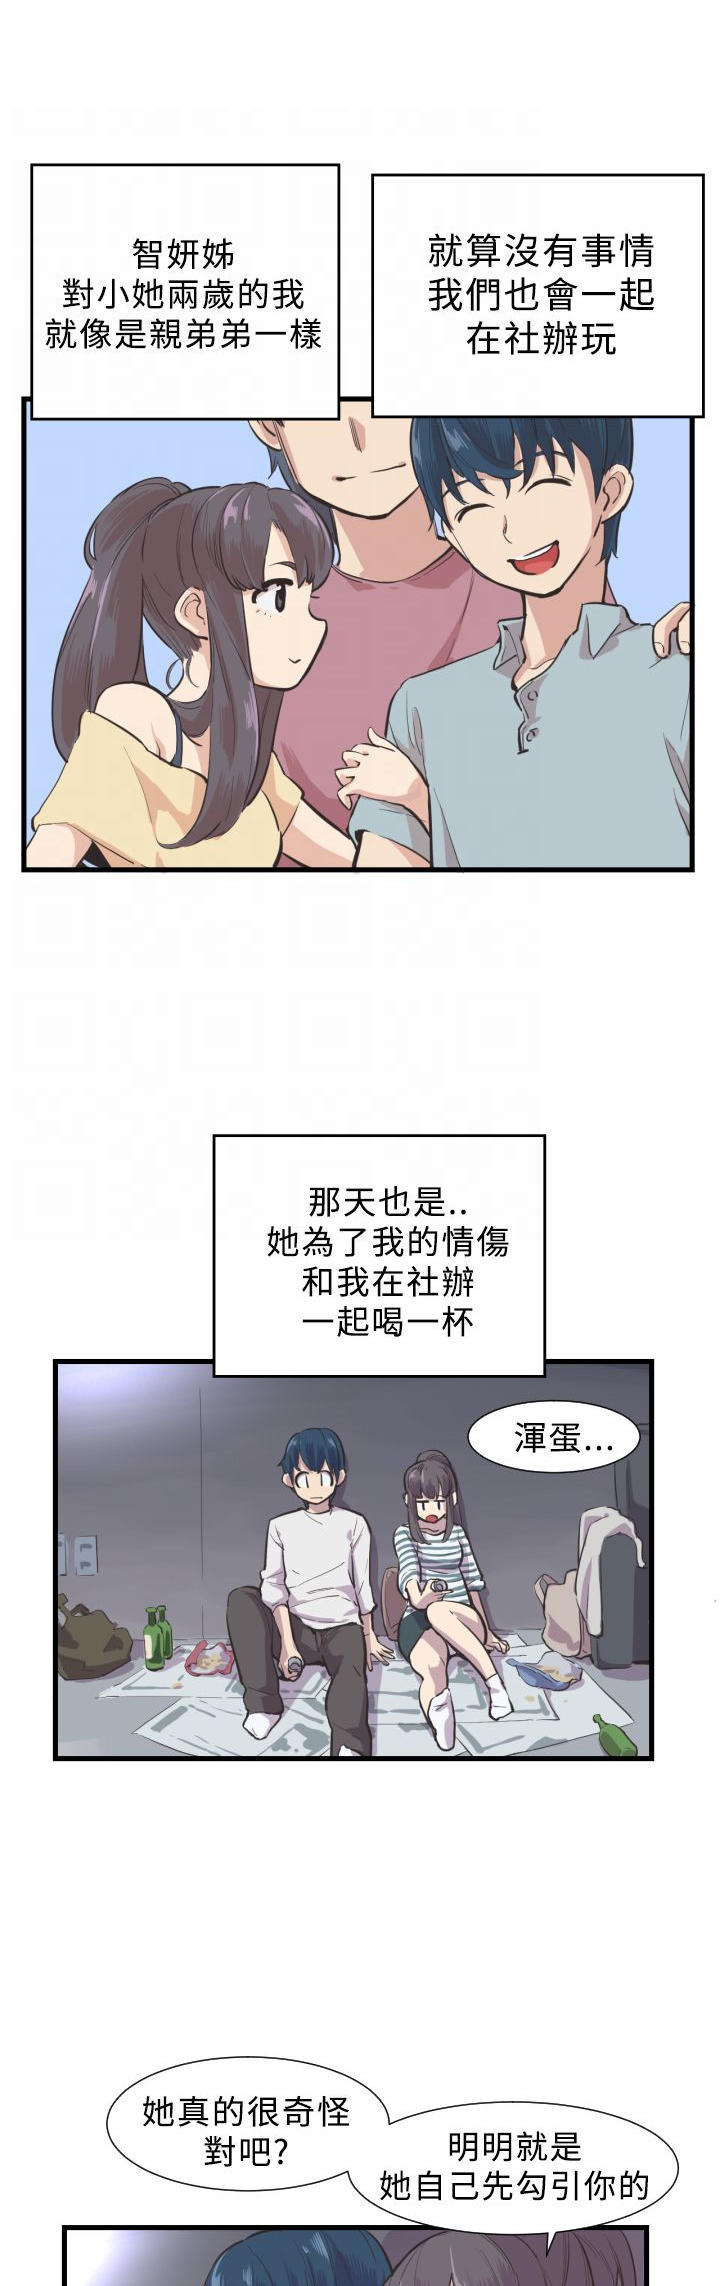 智妍姊
對小她兩歲的我
就像是親弟弟一樣
就算沒有事情
我們也會一起
在社辦玩
那天也是..
她為了我的情傷
和我在社辦
一起喝一杯
渾蛋...
她真的很奇怪
對吧?
明明就是
她自己先勾引你的